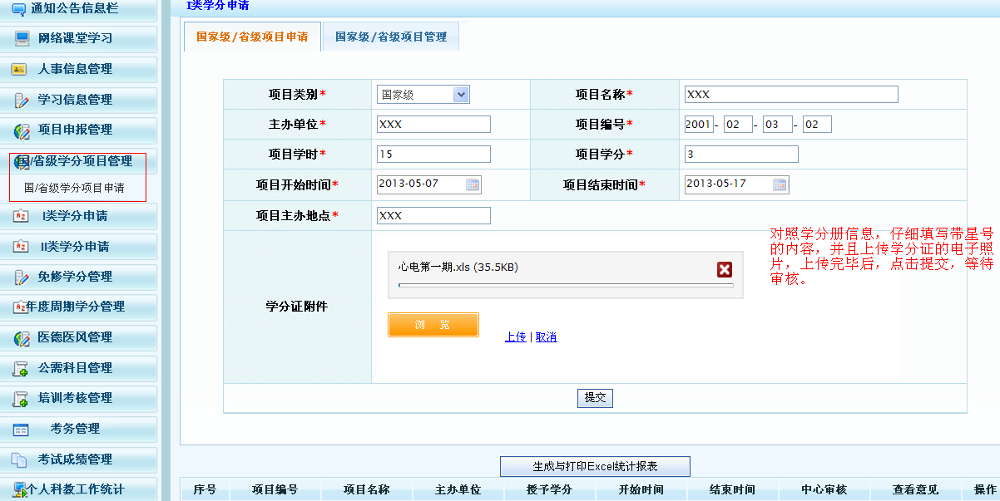 通知公告信息栏
网络课堂学习
人事信息管理
学习信息管理
项目申报管理
国/省级学分项目管理
国/省级学分项目申请
I类学分申请
II类学分申请
免修学分管理
年度周期学分管理
医德医风管理
公需科目管理
培训考核管理
考务管理
考试成绩管理
个人科教工作统计
I类学分申请
国家级/省级项目申请 国家级/省级项目管理
项目类别* 国家级 项目名称* XXX
主办单位* XXX 项目编号* 2001- 02 - 03 - 02
项目学时* 15 项目学分* 3
项目开始时间* 2013-05-07 项目结束时间* 2013-05-17
项目主办地点* XXX
对照学分册信息，仔细填写带星号
的内容，并且上传学分证的电子照
片，上传完毕后，点击提交，等待
审核。
心电第一期.xls (35.5KB)
学分证附件
浏 览
上传 | 取消
提交
生成与打印Excel统计报表
序号 项目编号 项目名称 主办单位 授予学分 开始时间 结束时间 中心审核 查看意见 操作